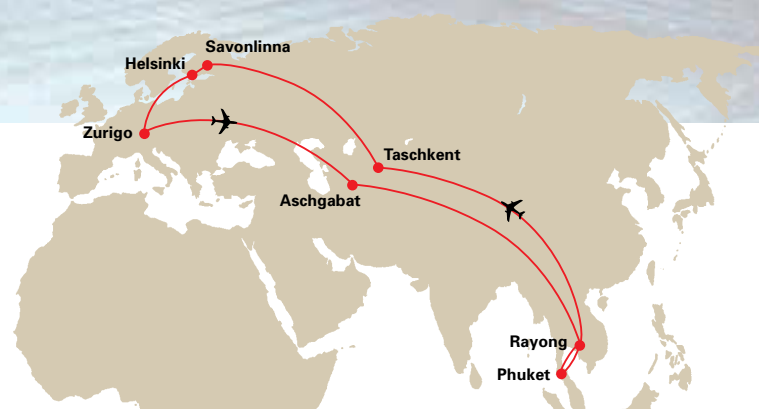 Savonlinna
Helsinki
Zurigo
Taschkent
Aschgabat
Rayong
Phuket